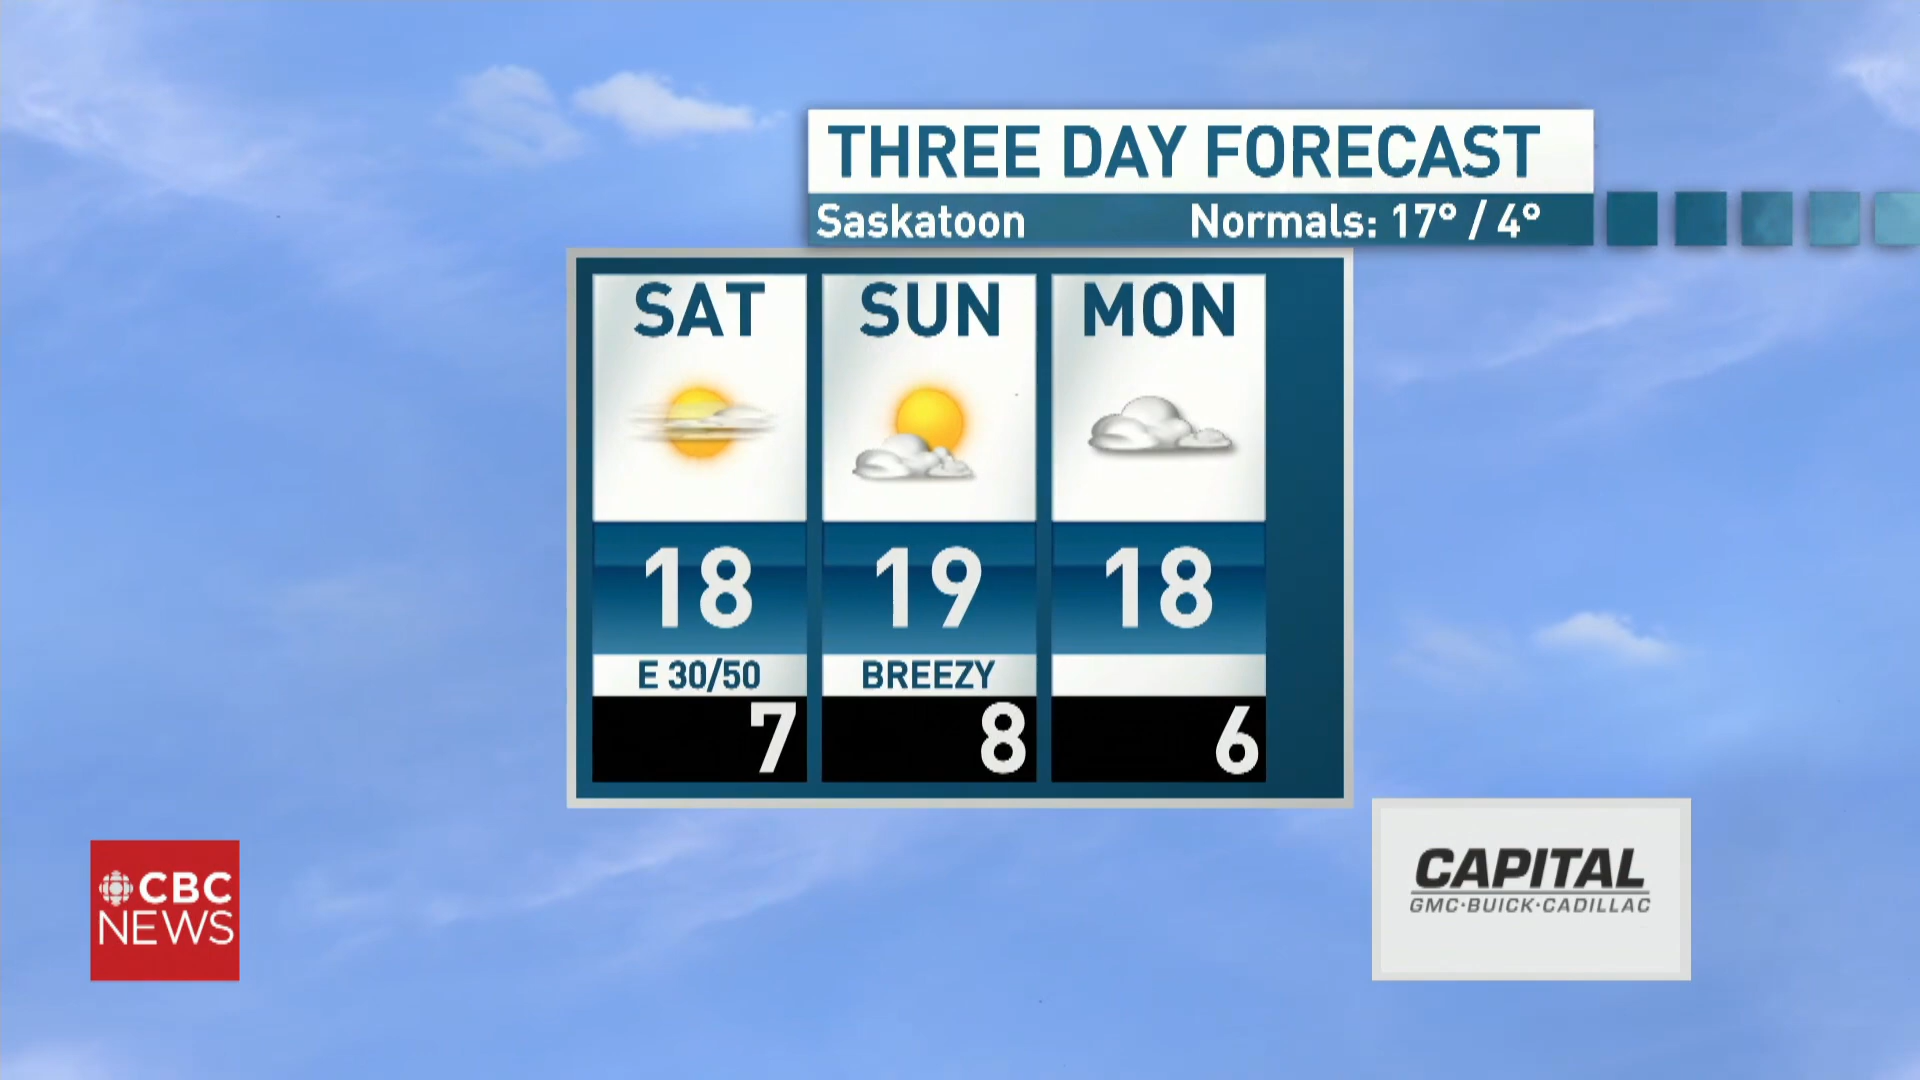 THREE DAY FORECAST
Saskatoon Normals: 17° / 4°
SAT SUN MON
18 19 18
E 30/50 BREEZY
7 8 6
CBC
NEWS
CAPITAL
GMC·BUICK·CADILLAC